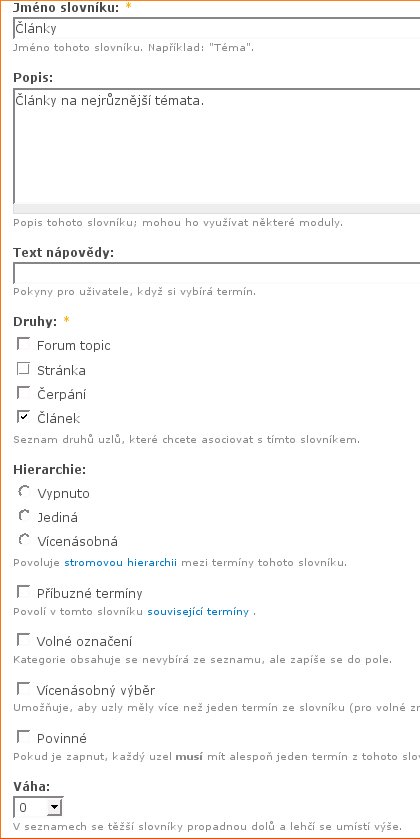 Jméno slovníku: *
Články
Jméno tohoto slovníku. Například: "Téma".
Popis:
Články na nejrůznější témata.
Popis tohoto slovníku; mohou ho využívat některé moduly.
Text nápovědy:
Pokyny pro uživatele, když si vybírá termín.
Druhy: *
Forum topic
Stránka
Čerpání
Článek
Seznam druhů uzlů, které chcete asociovat s tímto slovníkem.
Hierarchie:
Vypnuto
Jediná
Vícenásobná
Povoluje stromovou hierarchii mezi termíny tohoto slovníku.
Příbuzné termíny
Povolí v tomto slovníku související termíny .
Volné označení
Kategorie obsahuje se nevybírá ze seznamu, ale zapíše se do pole.
Vícenásobný výběr
Umožňuje, aby uzly měly více než jeden termín ze slovníku (pro volné
Povinné
Pokud je zapnut, každý uzel musí mít alespoň jeden termín z tohoto
Váha:
0
V seznamech se těžší slovníky propadnou dolů a lehčí se umístí výše.